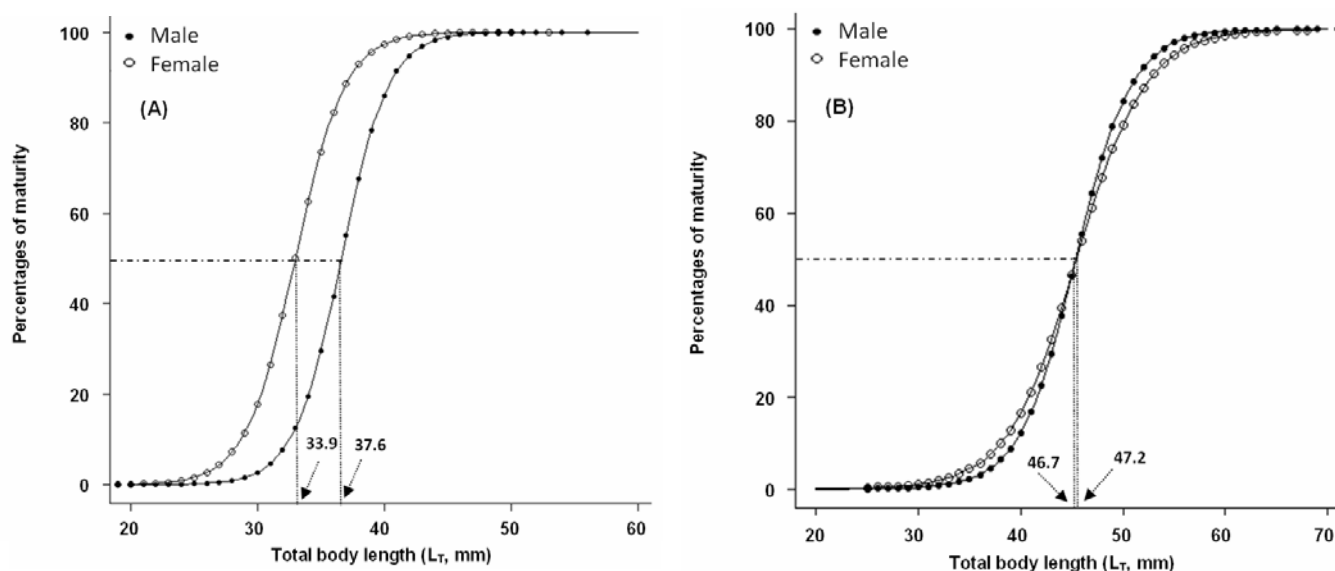 100
80
60
40
20
0
Percentages of maturity
Male
Female
(A)
33.9
37.6
20 30 40 50 60
Total body length (L_T, mm)
100
80
60
40
20
0
Percentages of maturity
Male
Female
(B)
46.7
47.2
20 30 40 50 60 70
Total body length (L_T, mm)